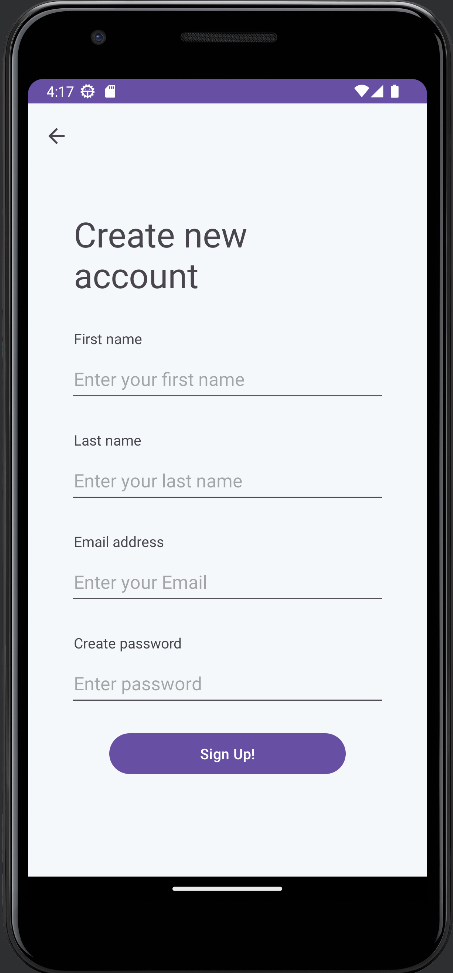 4:17
Create new
account
First name
Enter your first name
Last name
Enter your last name
Email address
Enter your Email
Create password
Enter password
Sign Up!